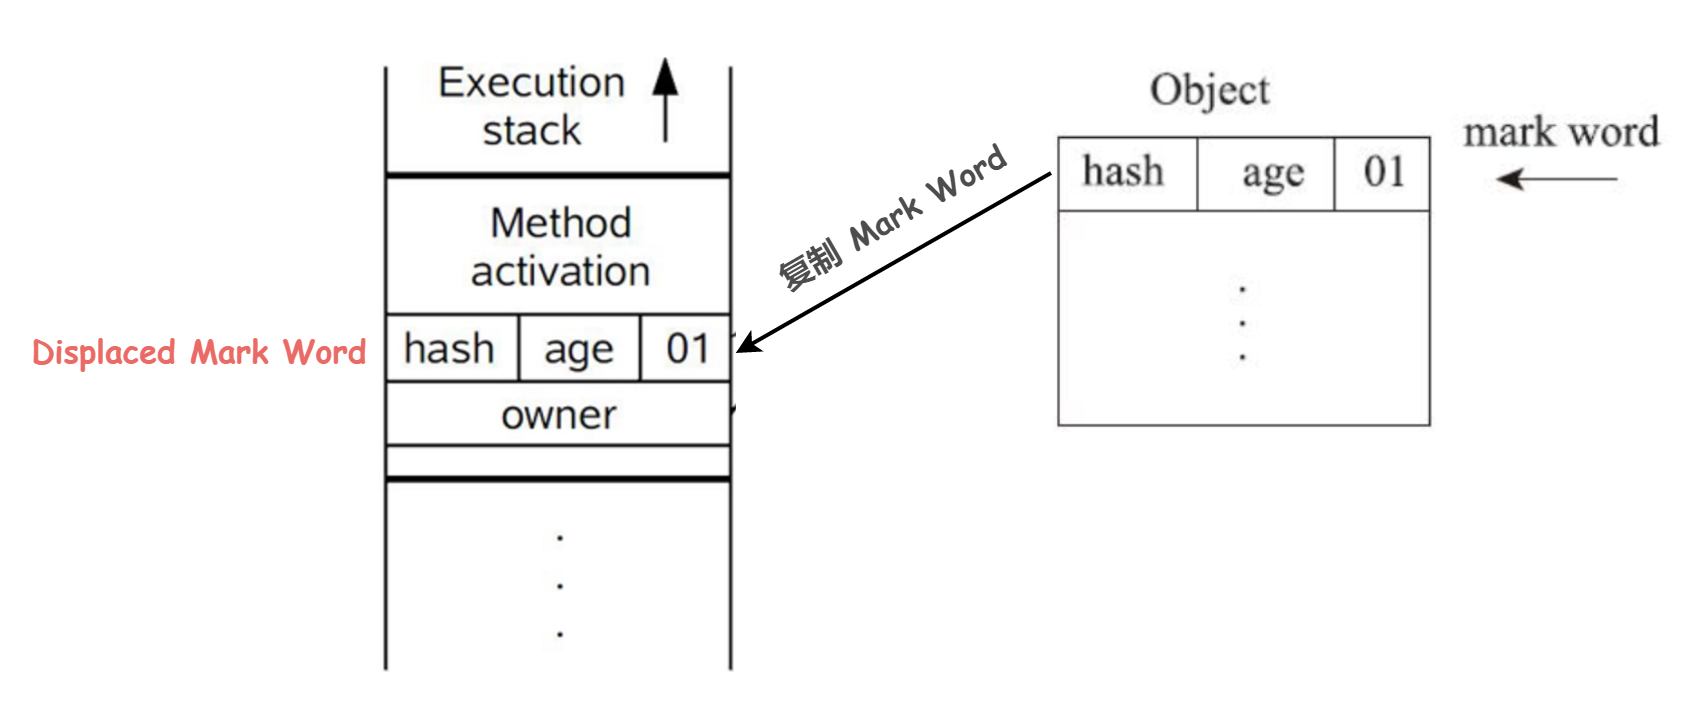 Execution
stack
Method
activation
Displaced Mark Word
hash age 01
owner
复制 Mark Word
Object
hash age 01
mark word